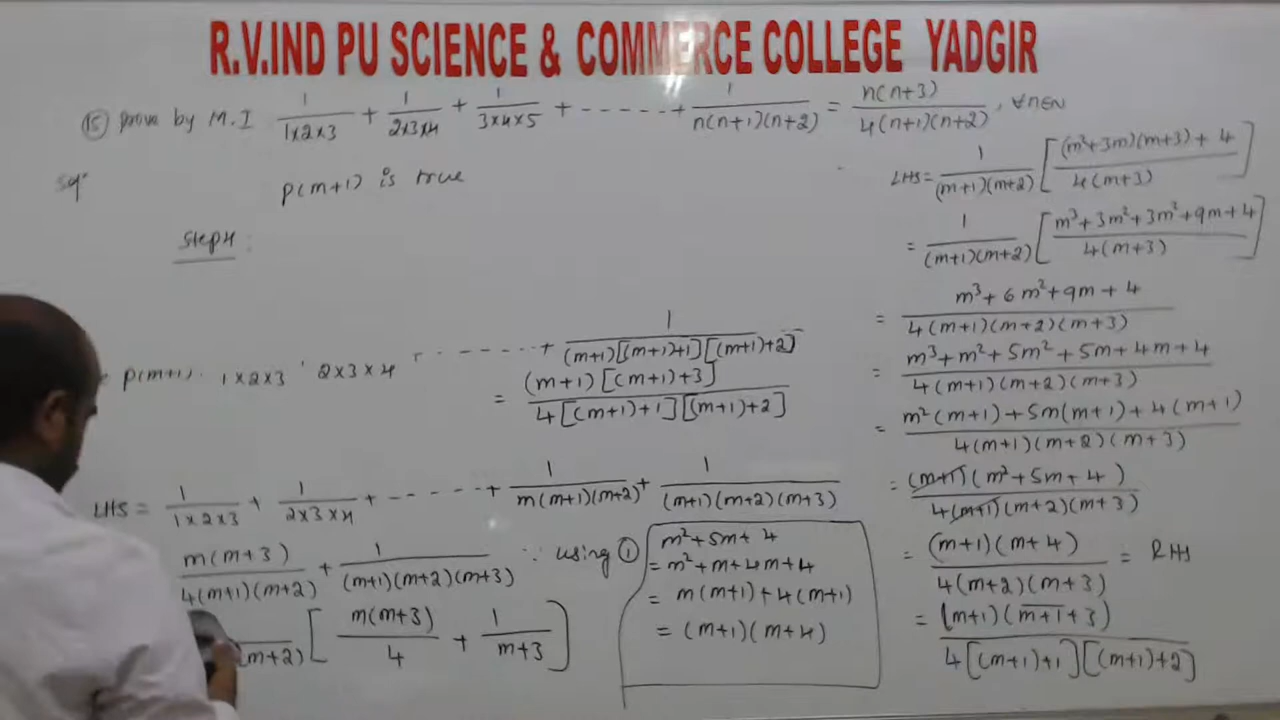 R.V.IND PU SCIENCE & COMMERCE COLLEGE YADGIR
15) prove by M.I 1/(1×2×3) + 1/(2×3×4) + 1/(3×4×5) + ------ + 1/(n(n+1)(n+2)) = n(n+3)/(4(n+1)(n+2)), ∀n∈N
P(m+1) is true
Step4:
P(m+1): 1×2×3 2×3×4 ------ + 1/((m+1)[(m+1)+1][(m+1)+2])
= (m+1)[(m+1)+3]/(4[(m+1)+1][(m+1)+2])
LHS = 1/(1×2×3) + 1/(2×3×4) + ------ + 1/(m(m+1)(m+2)) + 1/((m+1)(m+2)(m+3))
m(m+3)/(4(m+1)(m+2)) + 1/((m+1)(m+2)(m+3)) ∵ using ①
(m+2) [m(m+3)/4 + 1/(m+3)]
m²+5m+4
= m²+m+4m+4
= m(m+1)+4(m+1)
= (m+1)(m+4)
LHS = 1/((m+1)(m+2)) [((m²+3m)(m+3)+4)/(4(m+3))]
= 1/((m+1)(m+2)) [(m³+3m²+3m²+9m+4)/(4(m+3))]
= (m³+6m²+9m+4)/(4(m+1)(m+2)(m+3))
= (m³+m²+5m²+5m+4m+4)/(4(m+1)(m+2)(m+3))
= (m²(m+1)+5m(m+1)+4(m+1))/(4(m+1)(m+2)(m+3))
= ((m+1)(m²+5m+4))/(4(m+1)(m+2)(m+3))
= ((m+1)(m+4))/(4(m+2)(m+3)) = RHS
= ((m+1)(m+1+3))/(4[(m+1)+1][(m+1)+2])